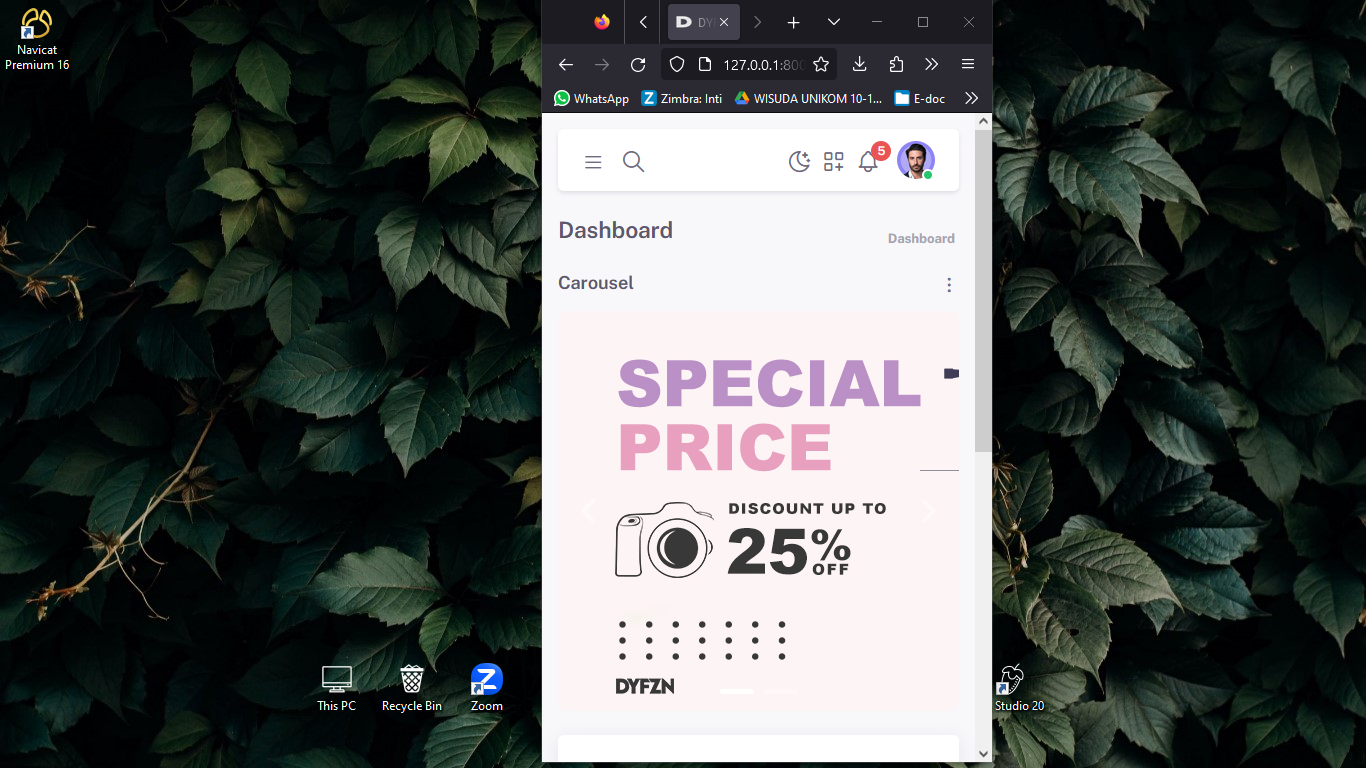 Navicat
Premium 16
DYF
127.0.0.1:800
WhatsApp
Zimbra: Inti
WISUDA UNIKOM 10-1...
E-doc
5
Dashboard
Dashboard
Carousel
SPECIAL
PRICE
DISCOUNT UP TO
25%
OFF
DYFZN
This PC
Recycle Bin
Zoom
Studio 20